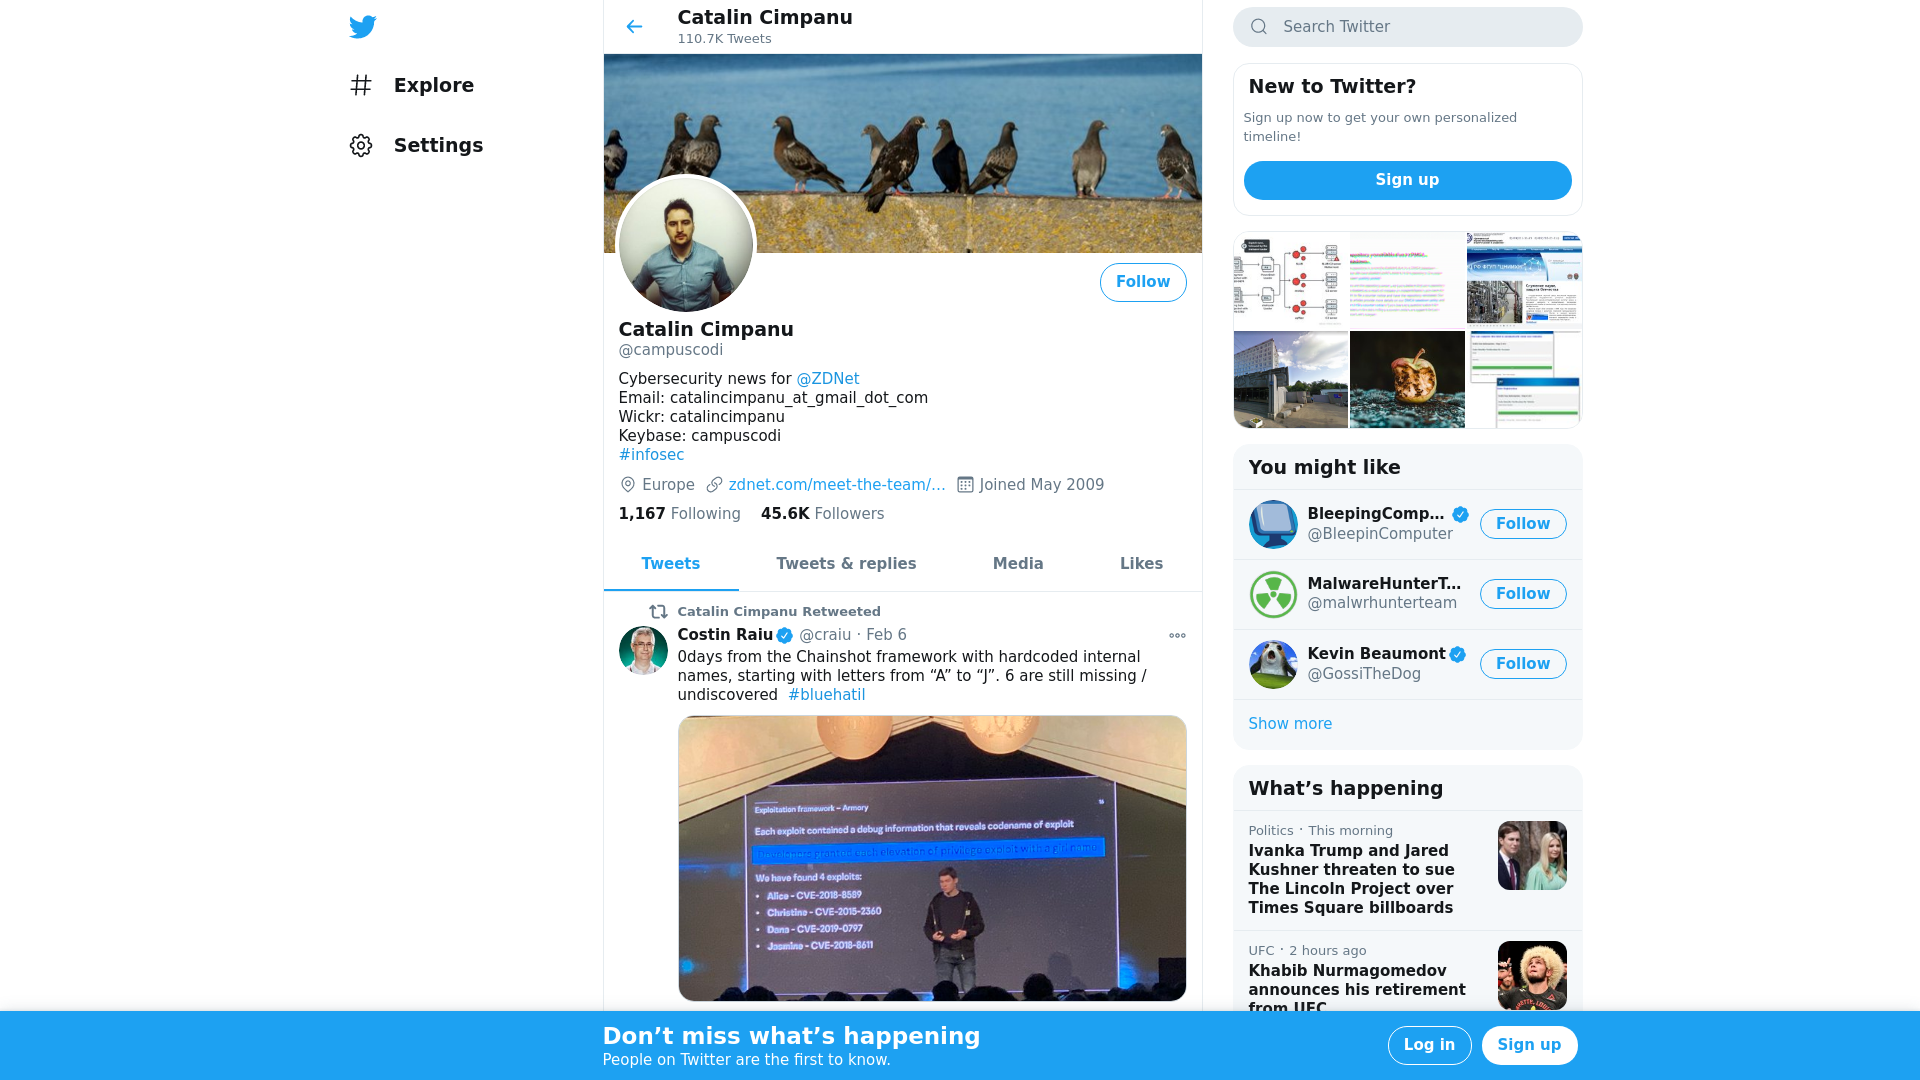 Explore
Settings
Catalin Cimpanu
110.7K Tweets
Follow
Catalin Cimpanu
@campuscodi
Cybersecurity news for @ZDNet
Email: catalincimpanu_at_gmail_dot_com
Wickr: catalincimpanu
Keybase: campuscodi
#infosec
Europe zdnet.com/meet-the-team/... Joined May 2009
1,167 Following 45.6K Followers
Tweets Tweets & replies Media Likes
Catalin Cimpanu Retweeted
Costin Raiu @craiu · Feb 6
0days from the Chainshot framework with hardcoded internal
names, starting with letters from “A” to “J”. 6 are still missing /
undiscovered #bluehatil
Exploitation framework – Armory
Each exploit contained a debug information that reveals codename of exploit
We have found 4 exploits:
• Alice - CVE-2018-8589
• Christine - CVE-2015-2360
• Dana - CVE-2019-0797
• Jasmine - CVE-2018-8611
Search Twitter
New to Twitter?
Sign up now to get your own personalized
timeline!
Sign up
You might like
BleepingComp...
@BleepinComputer
Follow
MalwareHunterT...
@malwrhunterteam
Follow
Kevin Beaumont
@GossiTheDog
Follow
Show more
What’s happening
Politics · This morning
Ivanka Trump and Jared
Kushner threaten to sue
The Lincoln Project over
Times Square billboards
UFC · 2 hours ago
Khabib Nurmagomedov
announces his retirement
from UFC
Don’t miss what’s happening
People on Twitter are the first to know.
Log in
Sign up